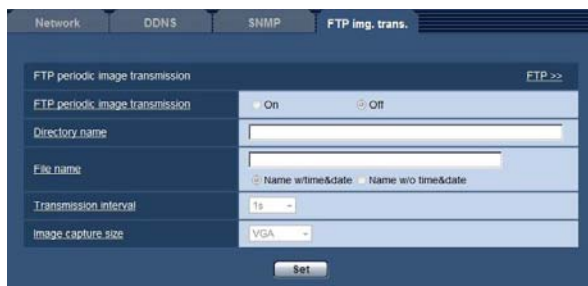 Network DDNS SNMP FTP img. trans.
FTP periodic image transmission FTP >>
FTP periodic image transmission On Off
Directory name
File name
Name w/time&date Name w/o time&date
Transmission interval 1s
Image capture size VGA
Set